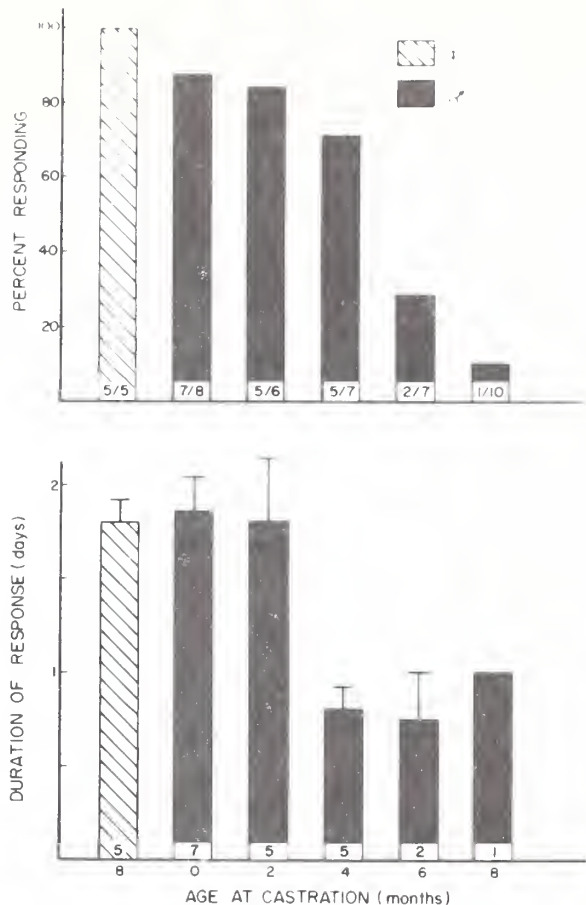 100
80
60
40
20
PERCENT RESPONDING
5/5 7/8 5/6 5/7 2/7 1/10
2
1
DURATION OF RESPONSE (days)
5 7 5 5 2 1
8 0 2 4 6 8
AGE AT CASTRATION (months)